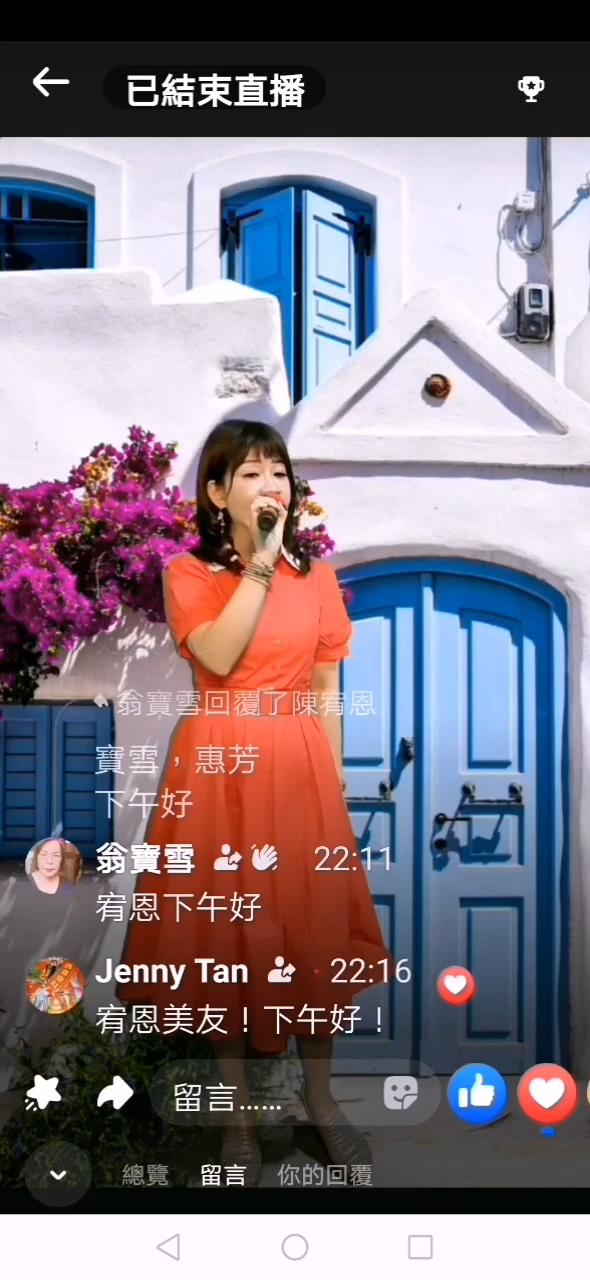 已結束直播
翁寶雪回覆了陳宥恩
寶雪，惠芳
下午好
翁寶雪 22:11
宥恩下午好
Jenny Tan · 22:16
宥恩美友！下午好！
留言......
總覽 留言 你的回覆